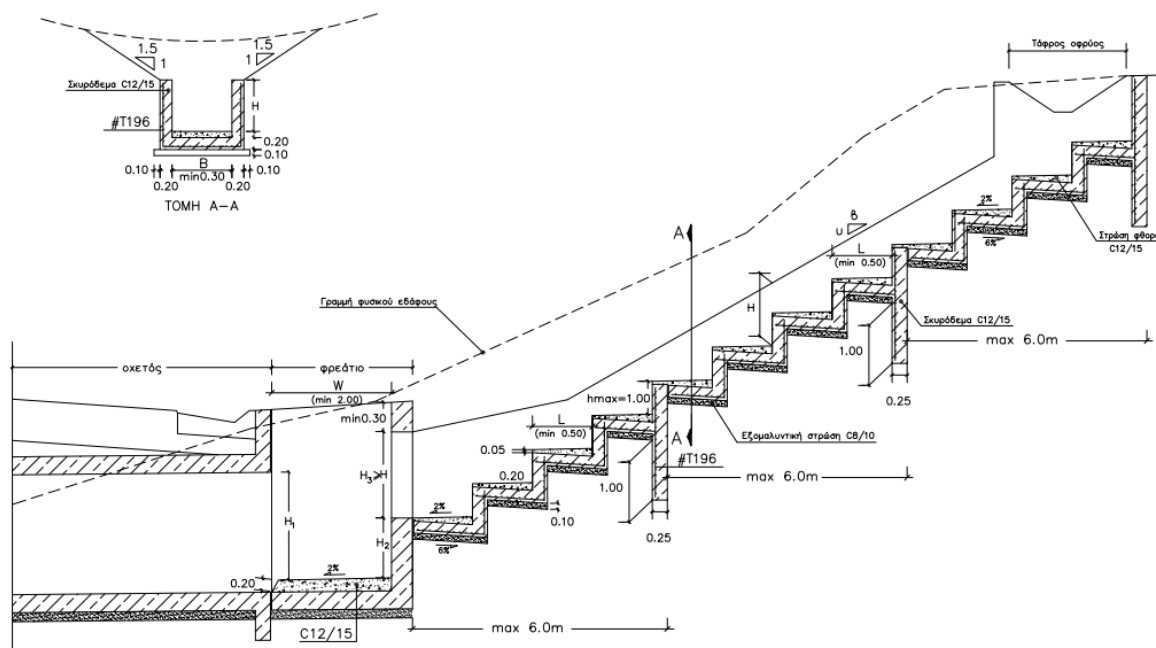 1.5
1
1.5
1
Σκυρόδεμα C12/15
H
#T196
0.20
0.10
0.10
B
0.10
0.20
min0.30
0.20
ΤΟΜΗ Α-Α
Τάφρος οφρύος
A
β
υ
2%
6%
Στρώση φθορ
C12/15
L
(min 0.50)
Γραμμή φυσικού εδάφους
H
Σκυρόδεμα C12/15
1.00
max 6.0m
οχετός
φρεάτιο
W
(min 2.00)
min0.30
hmax=1.00
0.25
L
(min 0.50)
A
Εξομαλυντική στρώση C8/10
0.05
#T196
H₃≥H
0.20
1.00
max 6.0m
H₁
2%
0.10
0.25
H₂
6%
2%
0.20
C12/15
max 6.0m